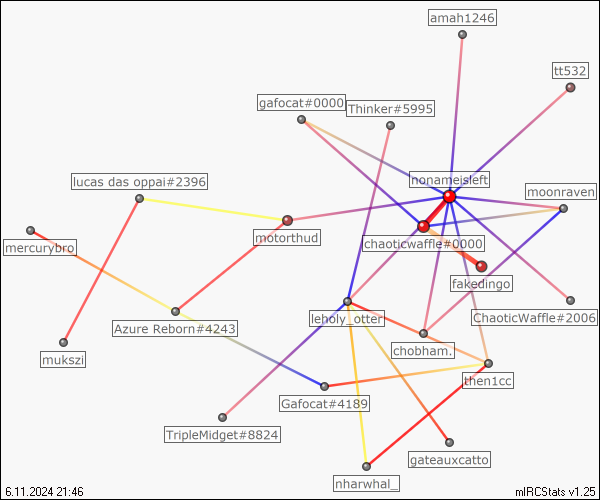 amah1246
tt532
gafocat#0000
Thinker#5995
nonameisleft
lucas das oppai#2396
moonraven
motorthud
chaoticwaffle#0000
mercurybro
fakedingo
leholy_otter
ChaoticWaffle#2006
Azure Reborn#4243
chobham.
mukszi
then1cc
Gafocat#4189
TripleMidget#8824
gateauxcatto
nharwhal_
6.11.2024 21:46
mIRCStats v1.25